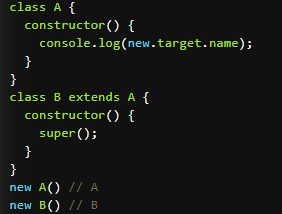 class A {
  constructor() {
    console.log(new.target.name);
  }
}
class B extends A {
  constructor() {
    super();
  }
}
new A() // A
new B() // B